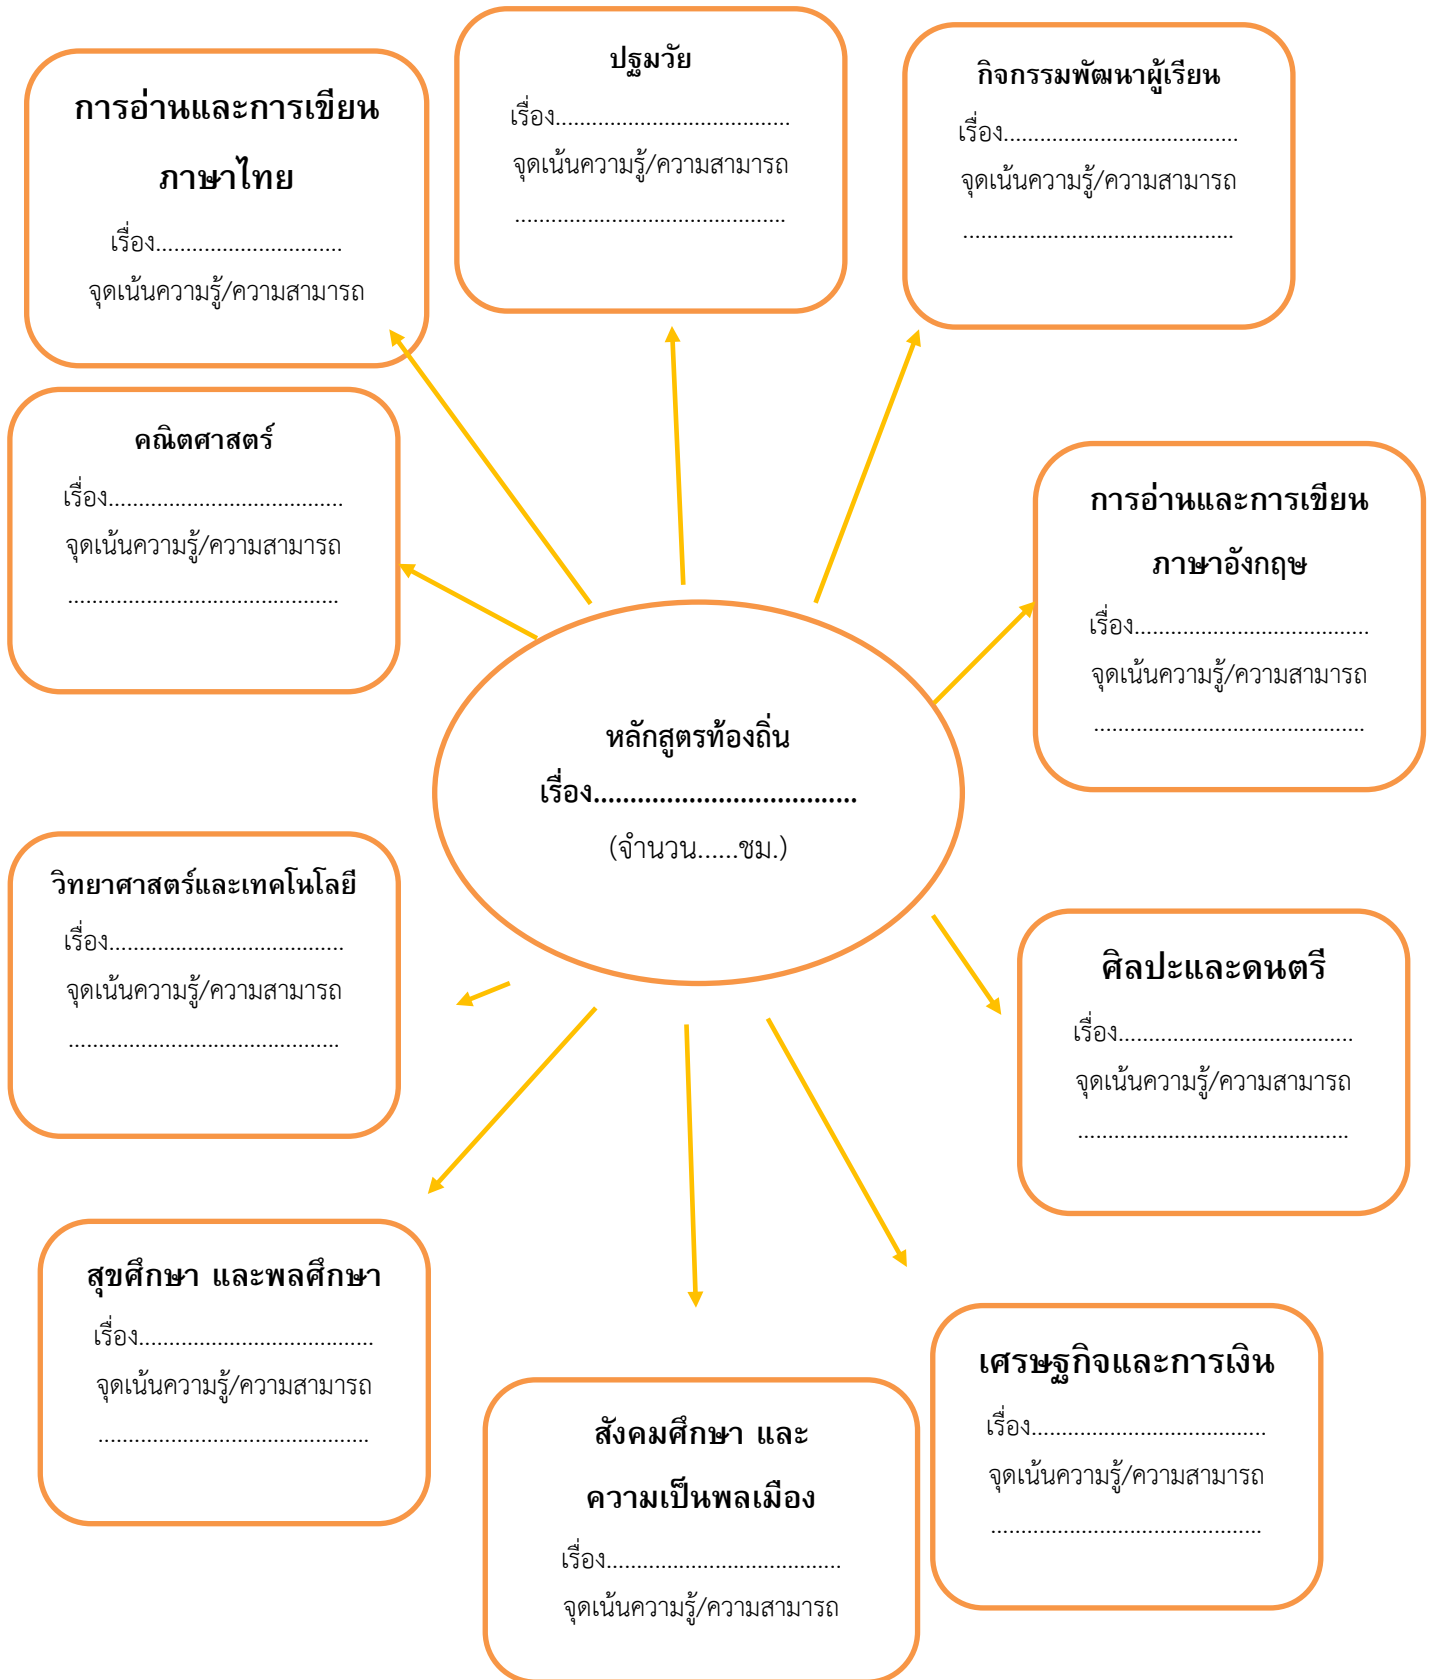 การอ่านและการเขียน
ภาษาไทย
เรื่อง...............................
จุดเน้นความรู้/ความสามารถ
ปฐมวัย
เรื่อง.......................................
จุดเน้นความรู้/ความสามารถ
.............................................
กิจกรรมพัฒนาผู้เรียน
เรื่อง.......................................
จุดเน้นความรู้/ความสามารถ
.............................................
คณิตศาสตร์
เรื่อง.......................................
จุดเน้นความรู้/ความสามารถ
.............................................
การอ่านและการเขียน
ภาษาอังกฤษ
เรื่อง.......................................
จุดเน้นความรู้/ความสามารถ
.............................................
หลักสูตรท้องถิ่น
เรื่อง....................................
(จำนวน......ชม.)
วิทยาศาสตร์และเทคโนโลยี
เรื่อง.......................................
จุดเน้นความรู้/ความสามารถ
.............................................
ศิลปะและดนตรี
เรื่อง.......................................
จุดเน้นความรู้/ความสามารถ
.............................................
สุขศึกษา และพลศึกษา
เรื่อง.......................................
จุดเน้นความรู้/ความสามารถ
.............................................
เศรษฐกิจและการเงิน
เรื่อง.......................................
จุดเน้นความรู้/ความสามารถ
.............................................
สังคมศึกษา และ
ความเป็นพลเมือง
เรื่อง.......................................
จุดเน้นความรู้/ความสามารถ